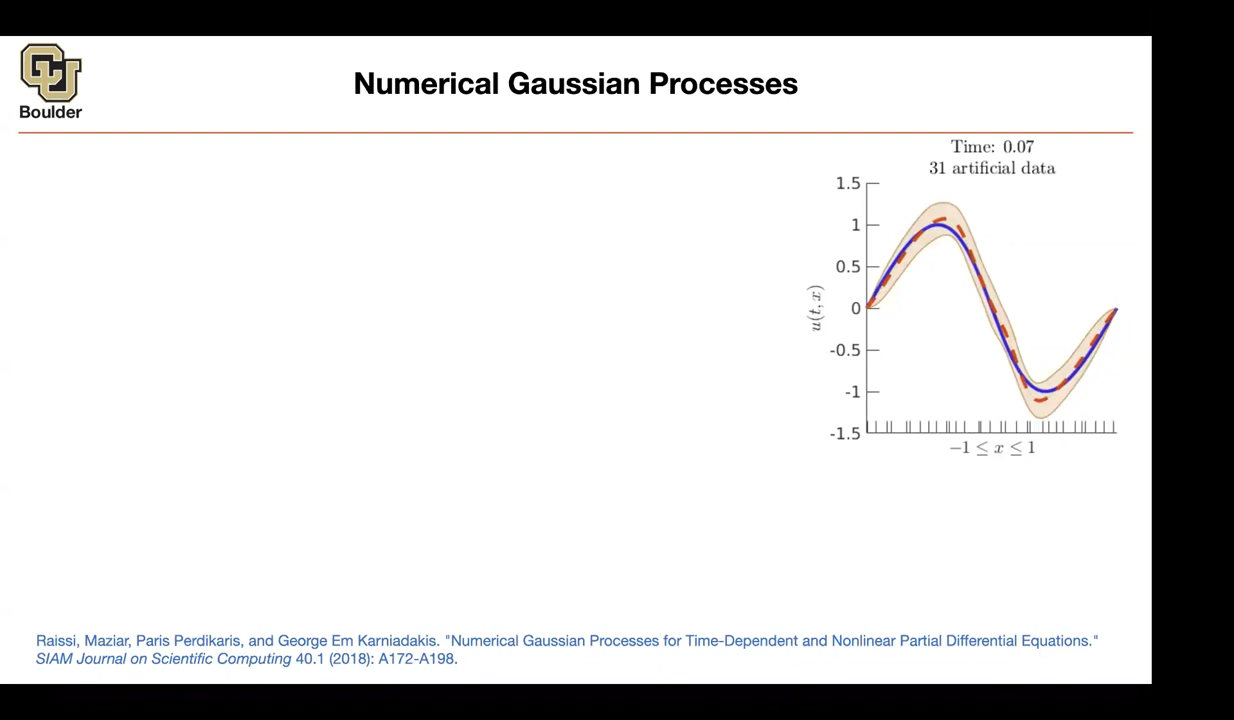 CU
Boulder
Numerical Gaussian Processes
Time: 0.07
31 artificial data
1.5
1
0.5
0
-0.5
-1
-1.5
u(t, x)
−1 ≤ x ≤ 1
Raissi, Maziar, Paris Perdikaris, and George Em Karniadakis. "Numerical Gaussian Processes for Time-Dependent and Nonlinear Partial Differential Equations."
SIAM Journal on Scientific Computing 40.1 (2018): A172-A198.